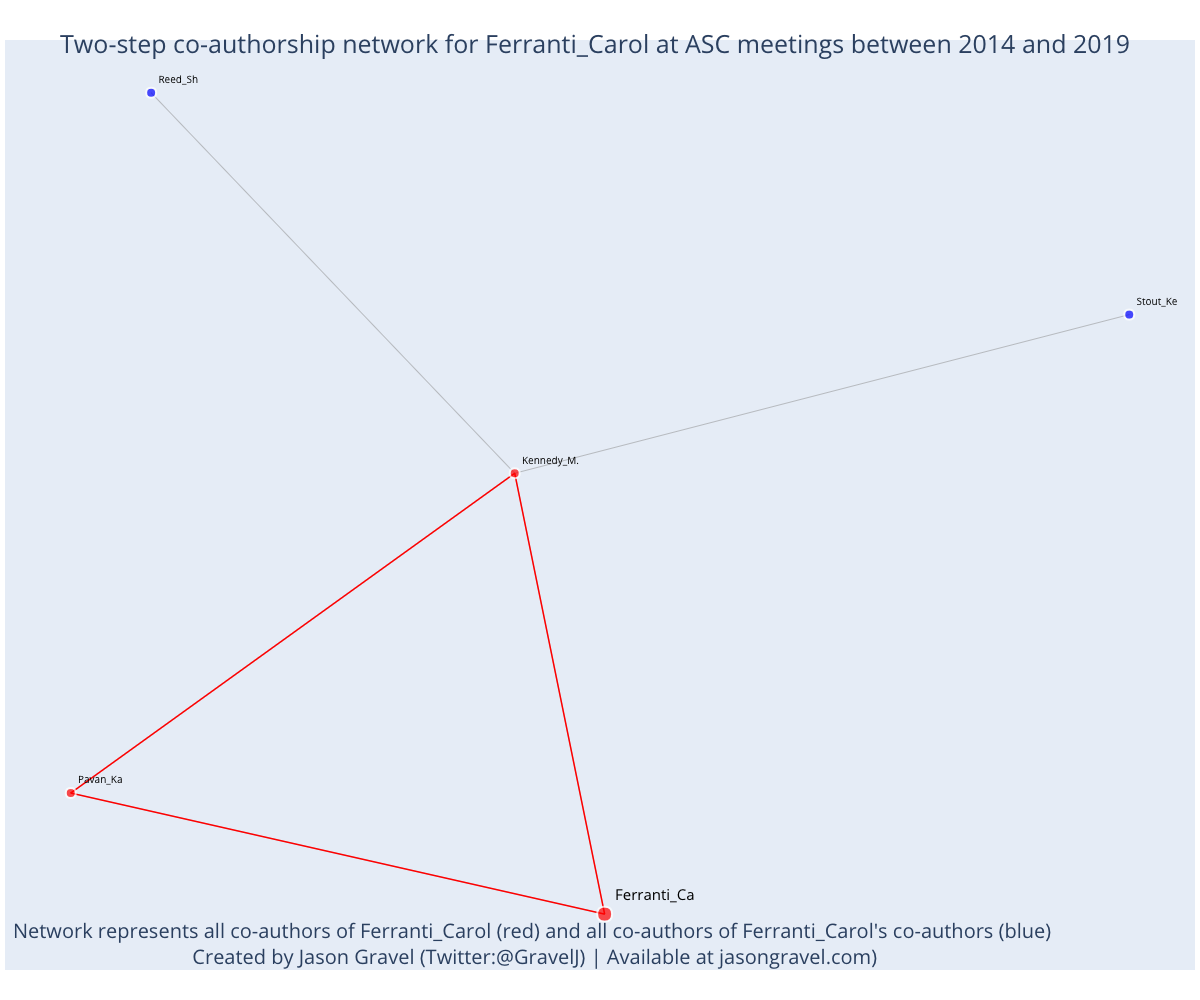 Two-step co-authorship network for Ferranti_Carol at ASC meetings between 2014 and 2019
Reed_Sh
Stout_Ke
Kennedy_M.
Pavan_Ka
Ferranti_Ca
Network represents all co-authors of Ferranti_Carol (red) and all co-authors of Ferranti_Carol's co-authors (blue)
Created by Jason Gravel (Twitter:@GravelJ) | Available at jasongravel.com)